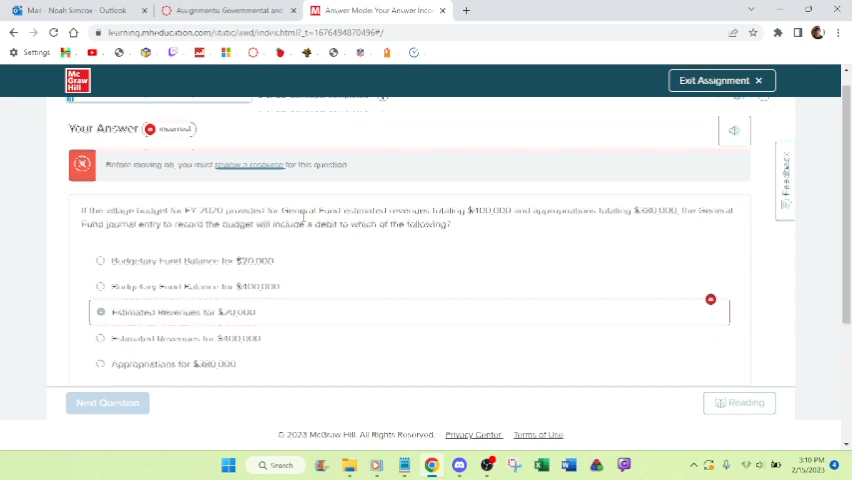 Mail - Noah Simcox - Outlook
Assignments: Governmental and
Answer Mode: Your Answer Inco
learning.mheducation.com/static/awd/index.html?_t=1676494770496#/
Settings
Mc
Graw
Hill
Exit Assignment ×
Your Answer
incorrect
Before moving on, you must review a resource for this question
Feedback
If the village budget for FY 2020 provided for General Fund estimated revenues totaling $400,000 and appropriations totaling $380,000, the General
Fund journal entry to record the budget will include a debit to which of the following?
Budgetary Fund Balance for $20,000
Budgetary Fund Balance for $400,000
Estimated Revenues for $20,000
Estimated Revenues for $400,000
Appropriations for $380,000
Next Question
Reading
© 2023 McGraw Hill. All Rights Reserved. Privacy Center Terms of Use
Search
3:10 PM
2/15/2023